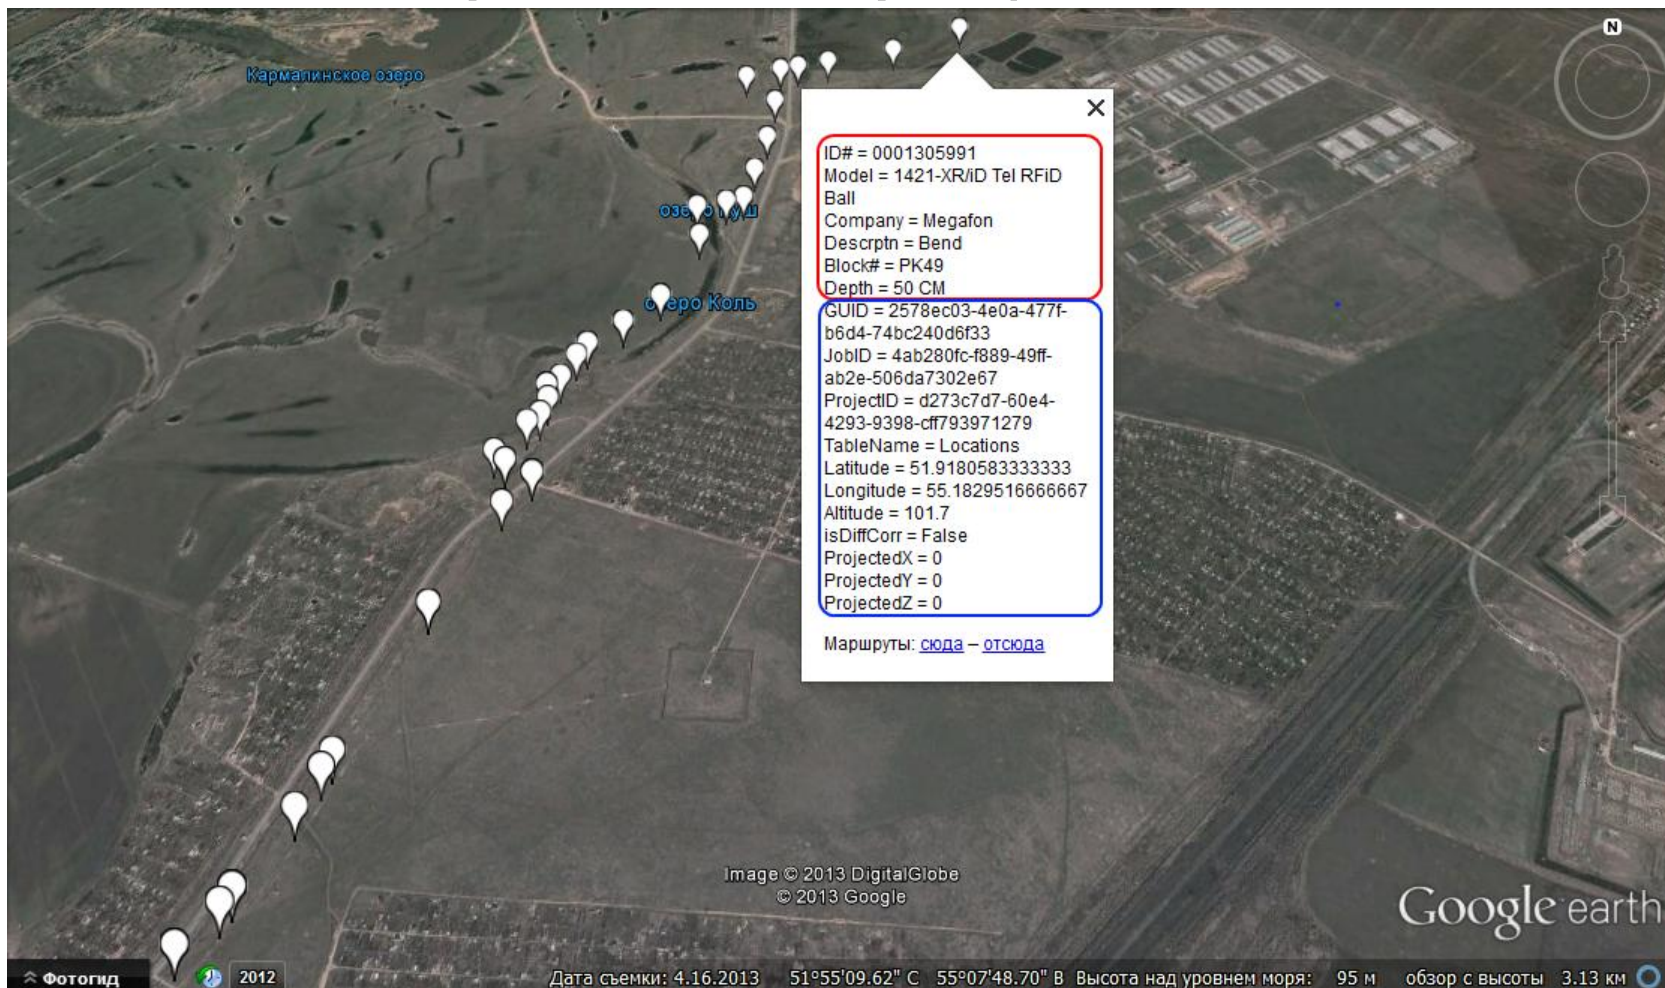 N
Кармалинское озеро
ID# = 0001305991
Model = 1421-XR/iD Tel RFiD
Ball
Company = Megafon
Descrptn = Bend
Block# = PK49
Depth = 50 CM
GUID = 2578ec03-4e0a-477f-
b6d4-74bc240d6f33
JobID = 4ab280fc-f889-49ff-
ab2e-506da7302e67
ProjectID = d273c7d7-60e4-
4293-9398-cff793971279
TableName = Locations
Latitude = 51.9180583333333
Longitude = 55.1829516666667
Altitude = 101.7
isDiffCorr = False
ProjectedX = 0
ProjectedY = 0
ProjectedZ = 0
Маршруты: сюда – отсюда
озеро
озеро Коль
Image © 2013 DigitalGlobe
© 2013 Google
Google earth
Фотогид
2012
Дата съемки: 4.16.2013 51°55'09.62" С 55°07'48.70" В Высота над уровнем моря: 95 м обзор с высоты 3.13 км